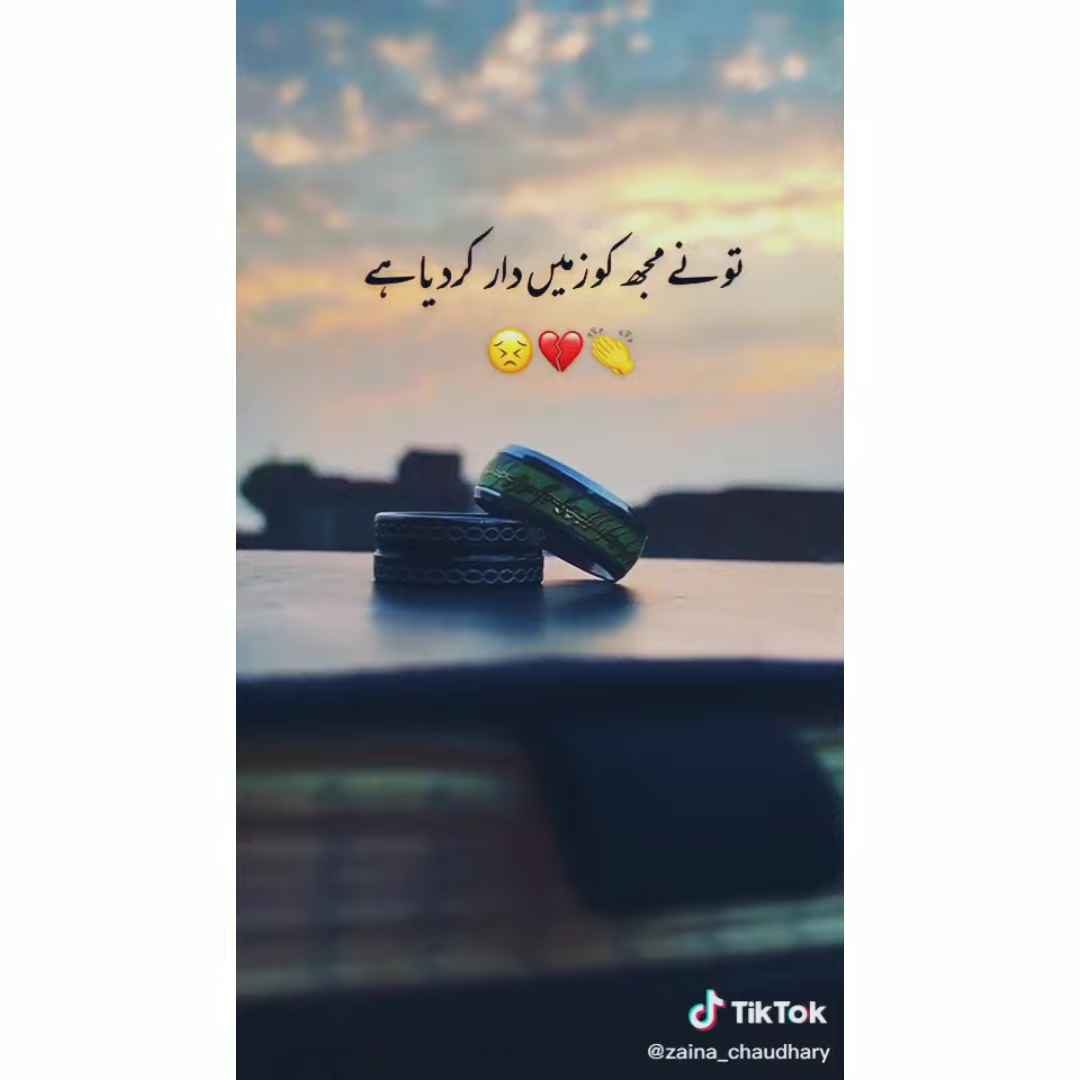 تو نے مجھ کو زمیں دار کر دیا ہے
😣💔👏
TikTok
@zaina_chaudhary